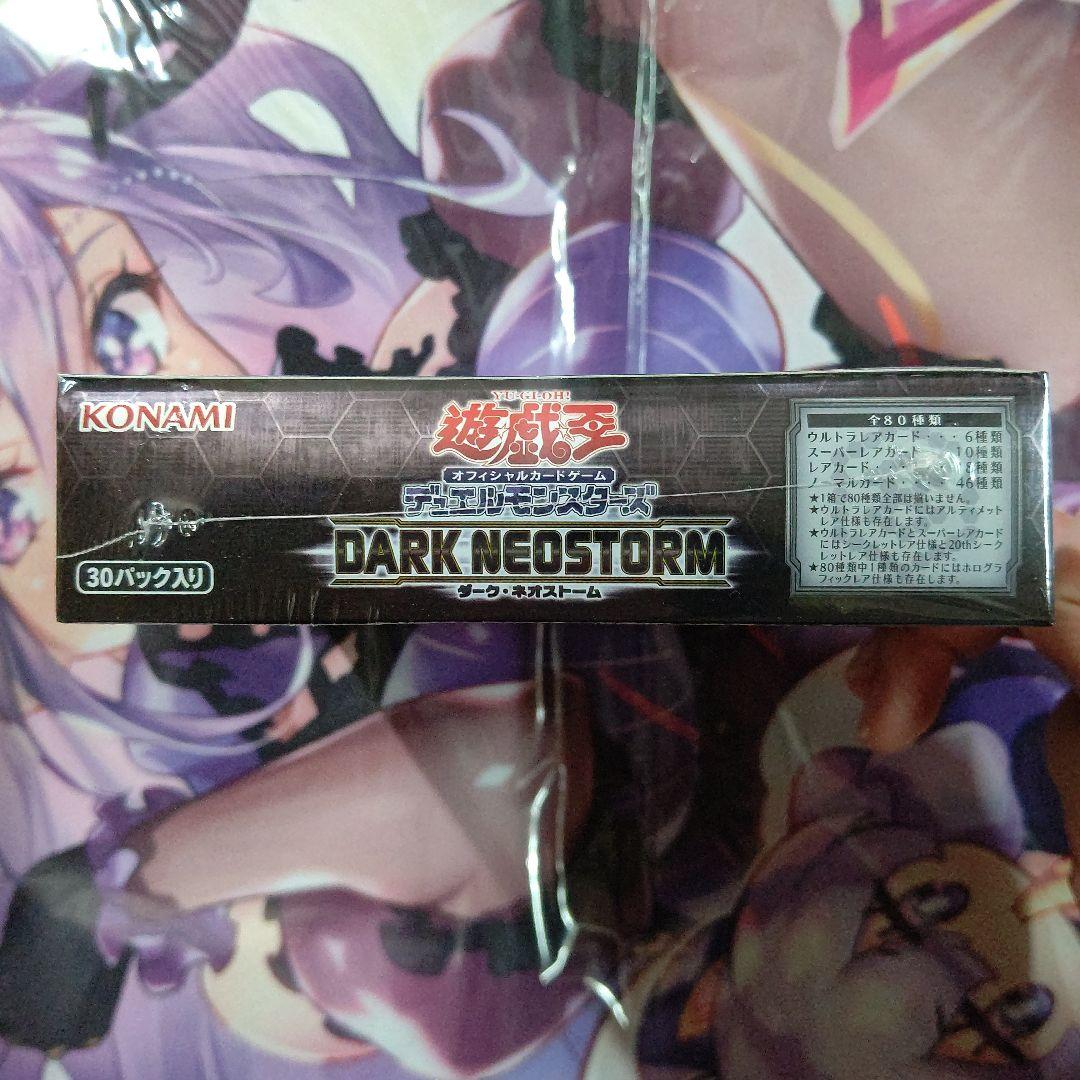 KONAMI
YU-GI-OH!
遊戯王
オフィシャルカードゲーム
デュエルモンスターズ
DARK NEOSTORM
ダーク・ネオストーム
30パック入り
全80種類
ウルトラレアカード・・・6種類
スーパーレアカード・・10種類
レアカード・・
8種類
ノーマルカード・・・46種類
★1箱で80種類全部は揃いません。
★ウルトラレアカードにはアルティメット
レア仕様も存在します。
★ウルトラレアカードとスーパーレアカード
にはシークレットレア仕様と20thシーク
レットレア仕様も存在します。
★80種類中1種類のカードにはホログラ
フィックレア仕様も存在します。